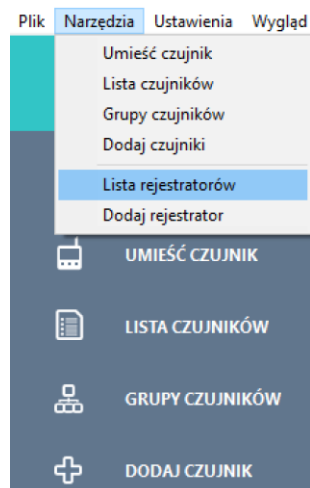 Plik Narzędzia Ustawienia Wygląd
Umieść czujnik
Lista czujników
Grupy czujników
Dodaj czujniki
Lista rejestratorów
Dodaj rejestrator
UMIEŚĆ CZUJNIK
LISTA CZUJNIKÓW
GRUPY CZUJNIKÓW
DODAJ CZUJNIK